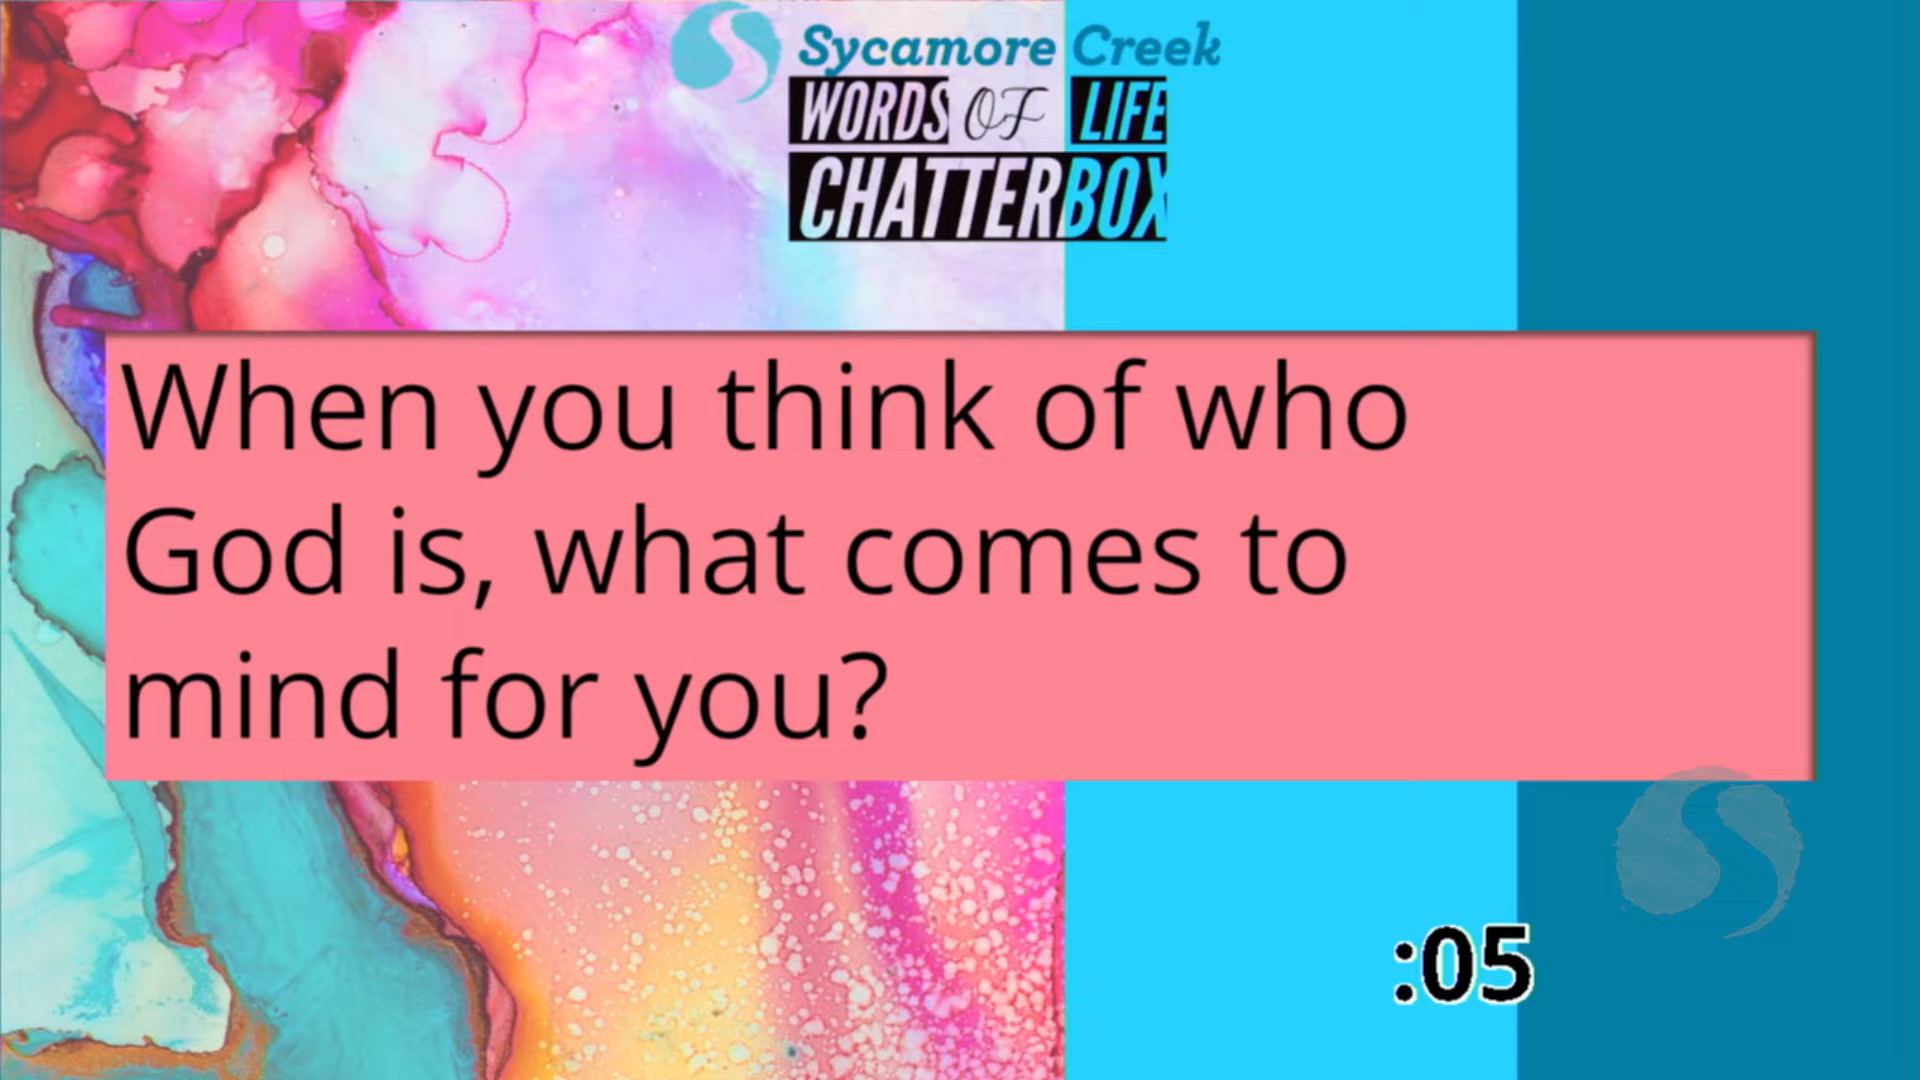 Sycamore Creek
WORDS OF LIFE
CHATTERBOX
When you think of who
God is, what comes to
mind for you?
:05